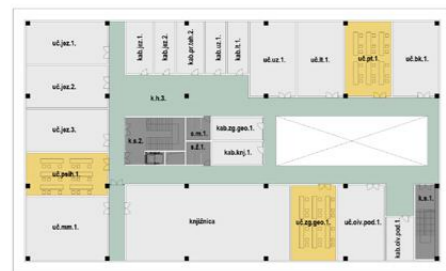 uč.jez.1.
kab.jez.1.
kab.jez.2.
kab.pr.tah.2.
kab.uz.1.
kab.lt.1.
uč.uz.1.
uč.lt.1.
uč.pt.1.
uč.bk.1.
uč.jez.2.
k.h.3.
uč.jez.3.
k.s.2.
s.m.1.
s.ž.1.
kab.zg.geo.1.
kab.knj.1.
uč.psih.1.
uč.mm.1.
knjižnica
uč.zg.geo.1.
uč.oiv.pod.1.
kab.oiv.pod.1.
k.s.1.